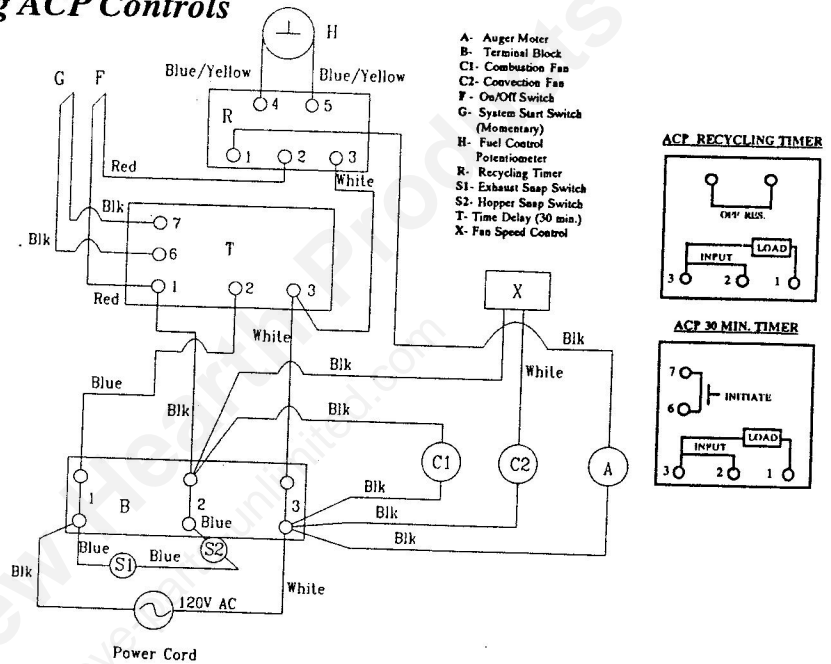 g ACP Controls
H
Blue/Yellow
Blue/Yellow
G F
4 5
R
1 2 3
Red
White
Blk
7
Blk
6
T
1 2 3
Red
White
X
Blk
Blk
White
Blue
Blk
Blk
C1
C2
A
1
B
2
3
Blk
Blk
Blk
Blue
Blue
S1
Blue
S2
Blk
White
120V AC
Power Cord
A- Auger Moter
B- Terminal Block
C1- Combustion Fan
C2- Convection Fan
F - On/Off Switch
G- System Start Switch
(Momentary)
H- Fuel Control
Potentiometer
R- Recycling Timer
S1- Exhaust Snap Switch
S2- Hopper Snap Switch
T- Time Delay (30 min.)
X- Fan Speed Control
ACP RECYCLING TIMER
OFF RES.
LOAD
INPUT
3 2 1
ACP 30 MIN. TIMER
7
INITIATE
6
LOAD
INPUT
3 2 1